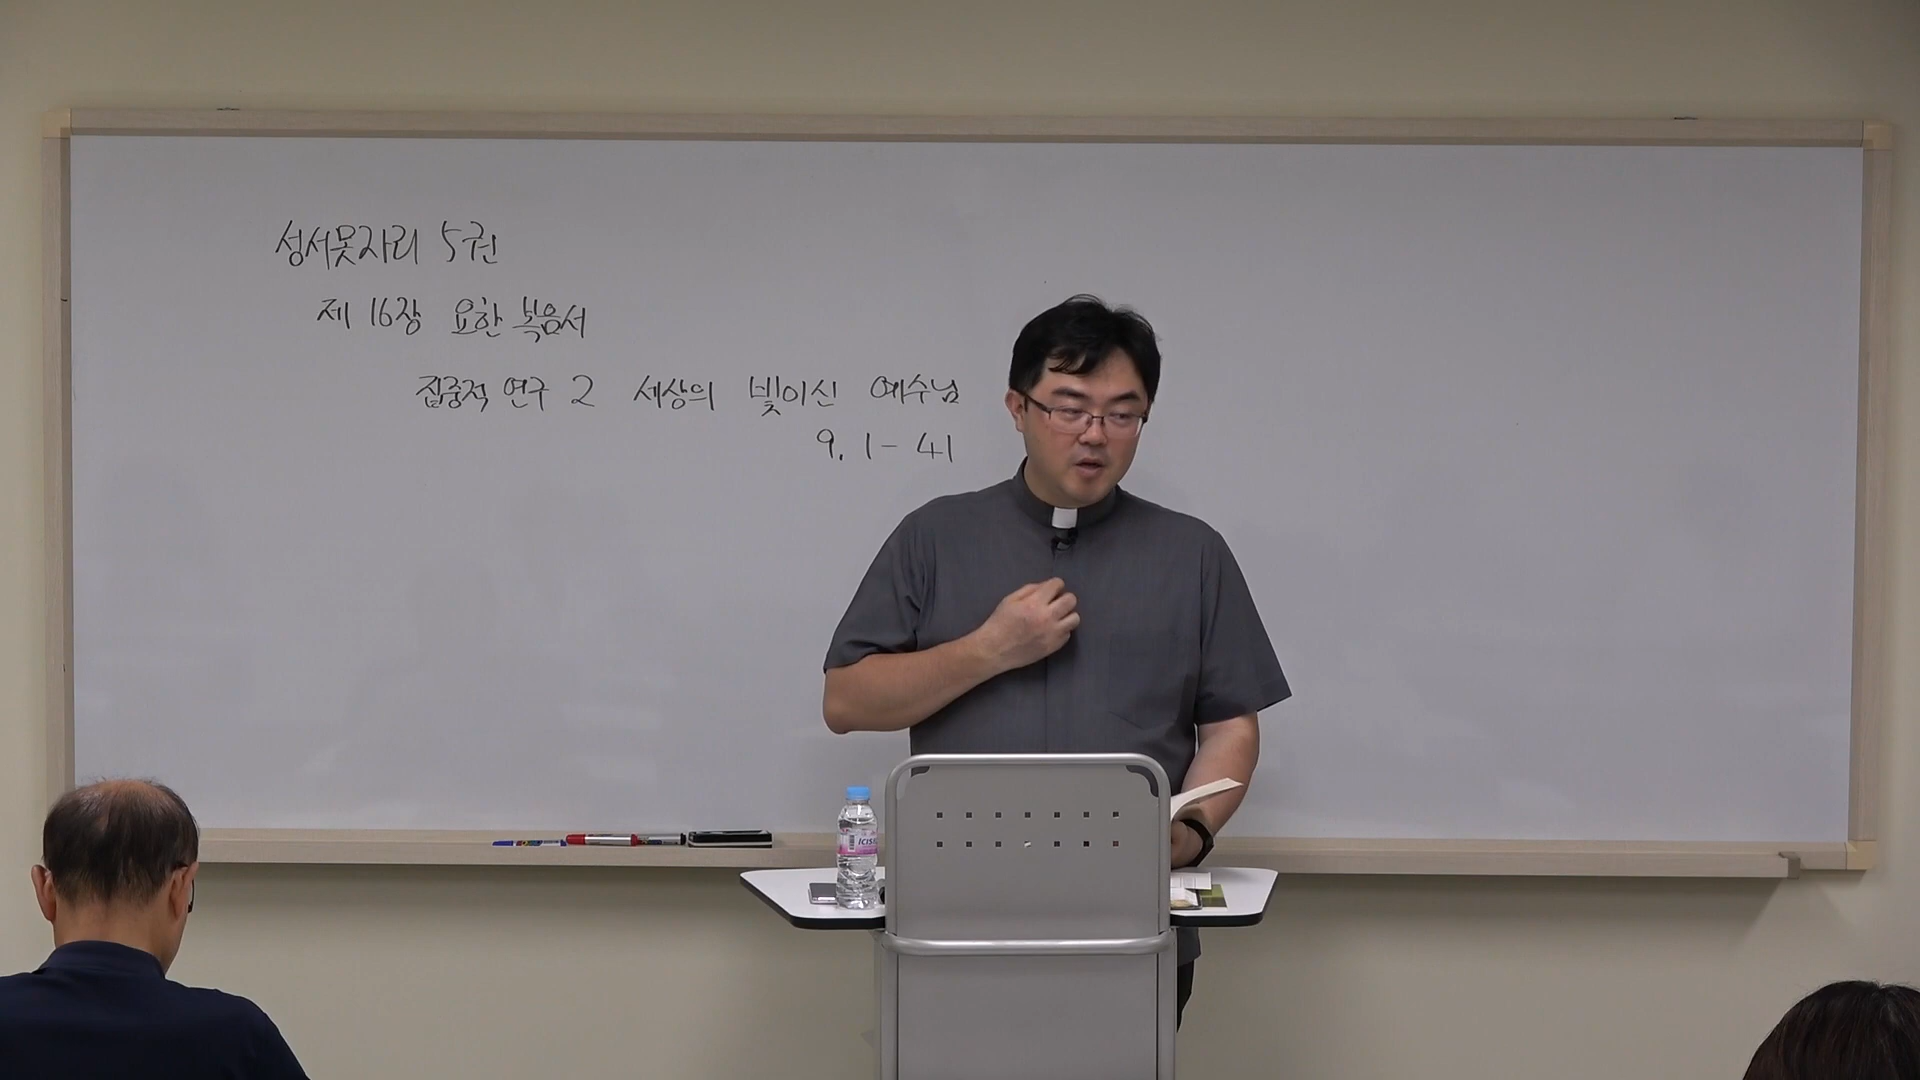 성서못자리 5권
제 16장 요한 복음서
집중적 연구 2 세상의 빛이신 예수님
9. 1 - 41